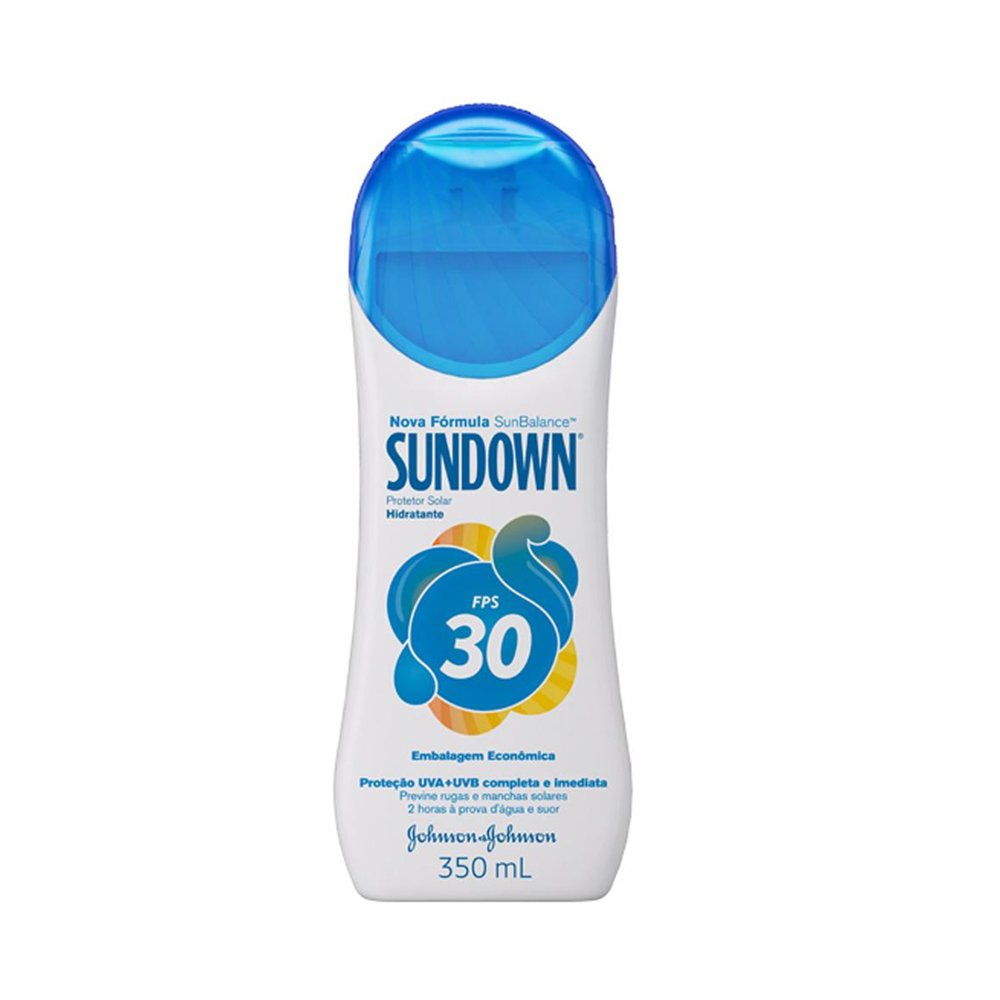 Nova Fórmula SunBalance™
SUNDOWN®
Protetor Solar
Hidratante
FPS
30
Embalagem Econômica
Proteção UVA+UVB completa e imediata
Previne rugas e manchas solares
2 horas à prova d'água e suor
Johnson & Johnson
350 mL